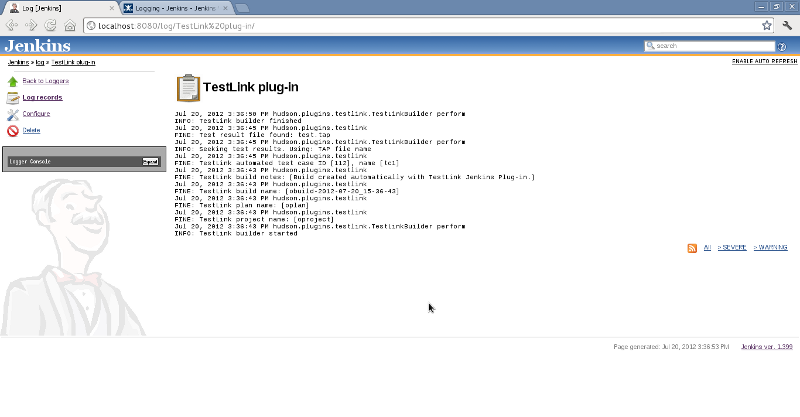 Log [Jenkins]
Logging - Jenkins - Jenkins
localhost:8080/log/TestLink%20plug-in/
Jenkins
search
Jenkins » log » TestLink plug-in
ENABLE AUTO REFRESH
Back to Loggers
Log records
Configure
Delete
Logger Console
TestLink plug-in
Jul 20, 2012 3:36:50 PM hudson.plugins.testlink.TestLinkBuilder perform
INFO: TestLink builder finished
Jul 20, 2012 3:36:45 PM hudson.plugins.testlink
FINE: Test result file found: test.tap
Jul 20, 2012 3:36:45 PM hudson.plugins.testlink.TestLinkBuilder perform
INFO: Seeking test results. Using: TAP file name
Jul 20, 2012 3:36:45 PM hudson.plugins.testlink
FINE: TestLink automated test case ID [112], name [tc1]
Jul 20, 2012 3:36:43 PM hudson.plugins.testlink
FINE: TestLink build notes: [Build created automatically with TestLink Jenkins Plug-in.]
Jul 20, 2012 3:36:43 PM hudson.plugins.testlink
FINE: TestLink build name: [obuild-2012-07-20_15-36-43]
Jul 20, 2012 3:36:43 PM hudson.plugins.testlink
FINE: TestLink plan name: [oplan]
Jul 20, 2012 3:36:43 PM hudson.plugins.testlink
FINE: TestLink project name: [oproject]
Jul 20, 2012 3:36:43 PM hudson.plugins.testlink.TestLinkBuilder perform
INFO: TestLink builder started
All > SEVERE > WARNING
Page generated: Jul 20, 2012 3:36:53 PM Jenkins ver. 1.399